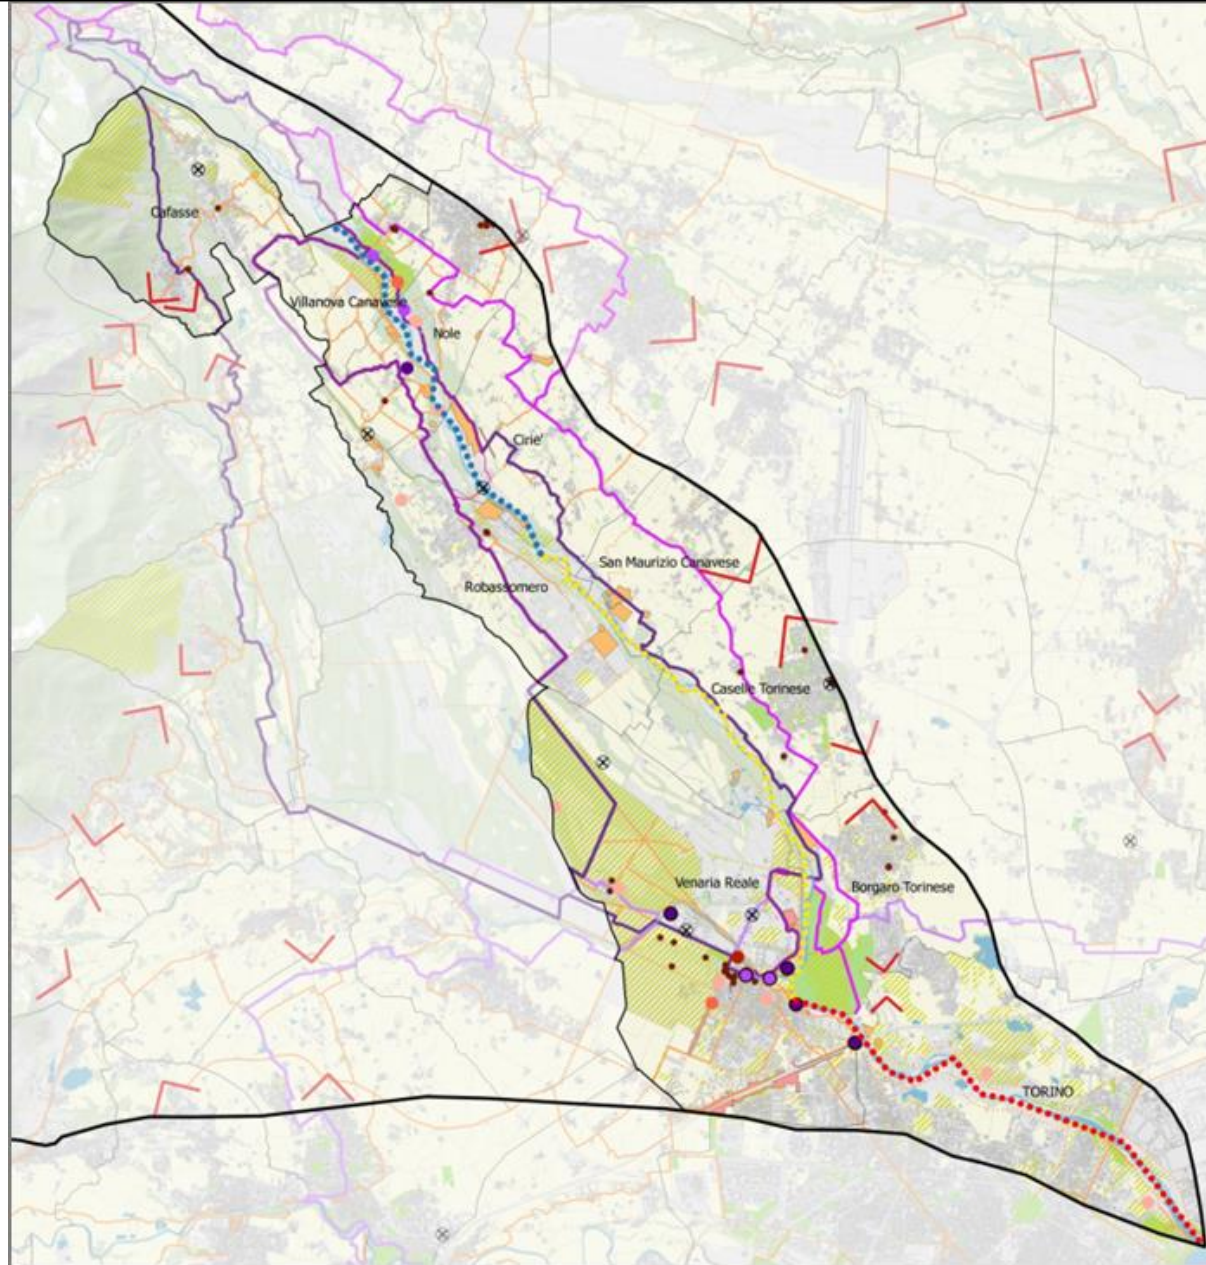 Cafasse
Villanova Canavese
Nole
Cirie'
San Maurizio Canavese
Robassomero
Caselle Torinese
Venaria Reale
Borgaro Torinese
TORINO